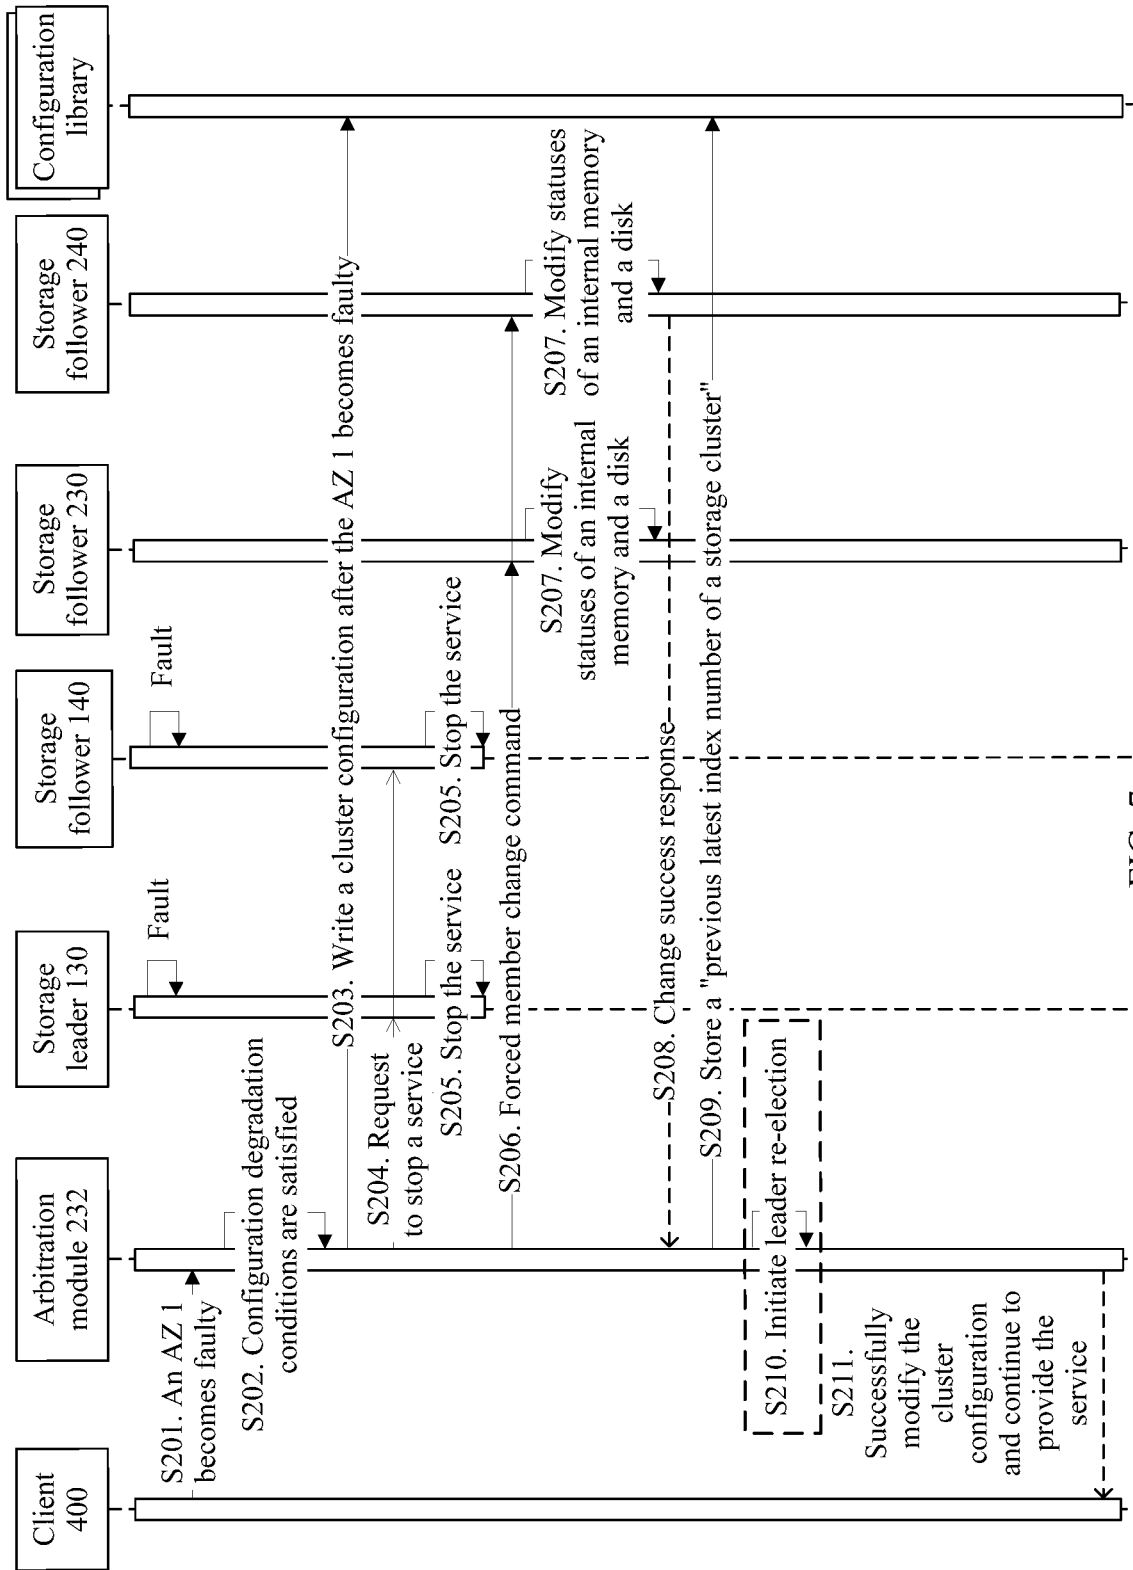 Client
400
Arbitration
module 232
Storage
leader 130
Storage
follower 140
Storage
follower 230
Storage
follower 240
Configuration
library
Fault
Fault
S201. An AZ 1
becomes faulty
S202. Configuration degradation
conditions are satisfied
S203. Write a cluster configuration after the AZ 1 becomes faulty
S204. Request
to stop a service
S205. Stop the service
S205. Stop the service
S206. Forced member change command
S207. Modify
statuses of an internal
memory and a disk
S207. Modify statuses
of an internal memory
and a disk
S208. Change success response
S209. Store a "previous latest index number of a storage cluster"
S210. Initiate leader re-election
S211.
Successfully
modify the
cluster
configuration
and continue to
provide the
service